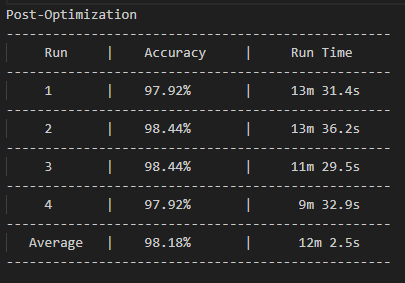 Post-Optimization
--------------------------------------------------
| Run | Accuracy | Run Time
--------------------------------------------------
| 1 | 97.92% | 13m 31.4s
--------------------------------------------------
| 2 | 98.44% | 13m 36.2s
--------------------------------------------------
| 3 | 98.44% | 11m 29.5s
--------------------------------------------------
| 4 | 97.92% | 9m 32.9s
--------------------------------------------------
| Average | 98.18% | 12m 2.5s
--------------------------------------------------